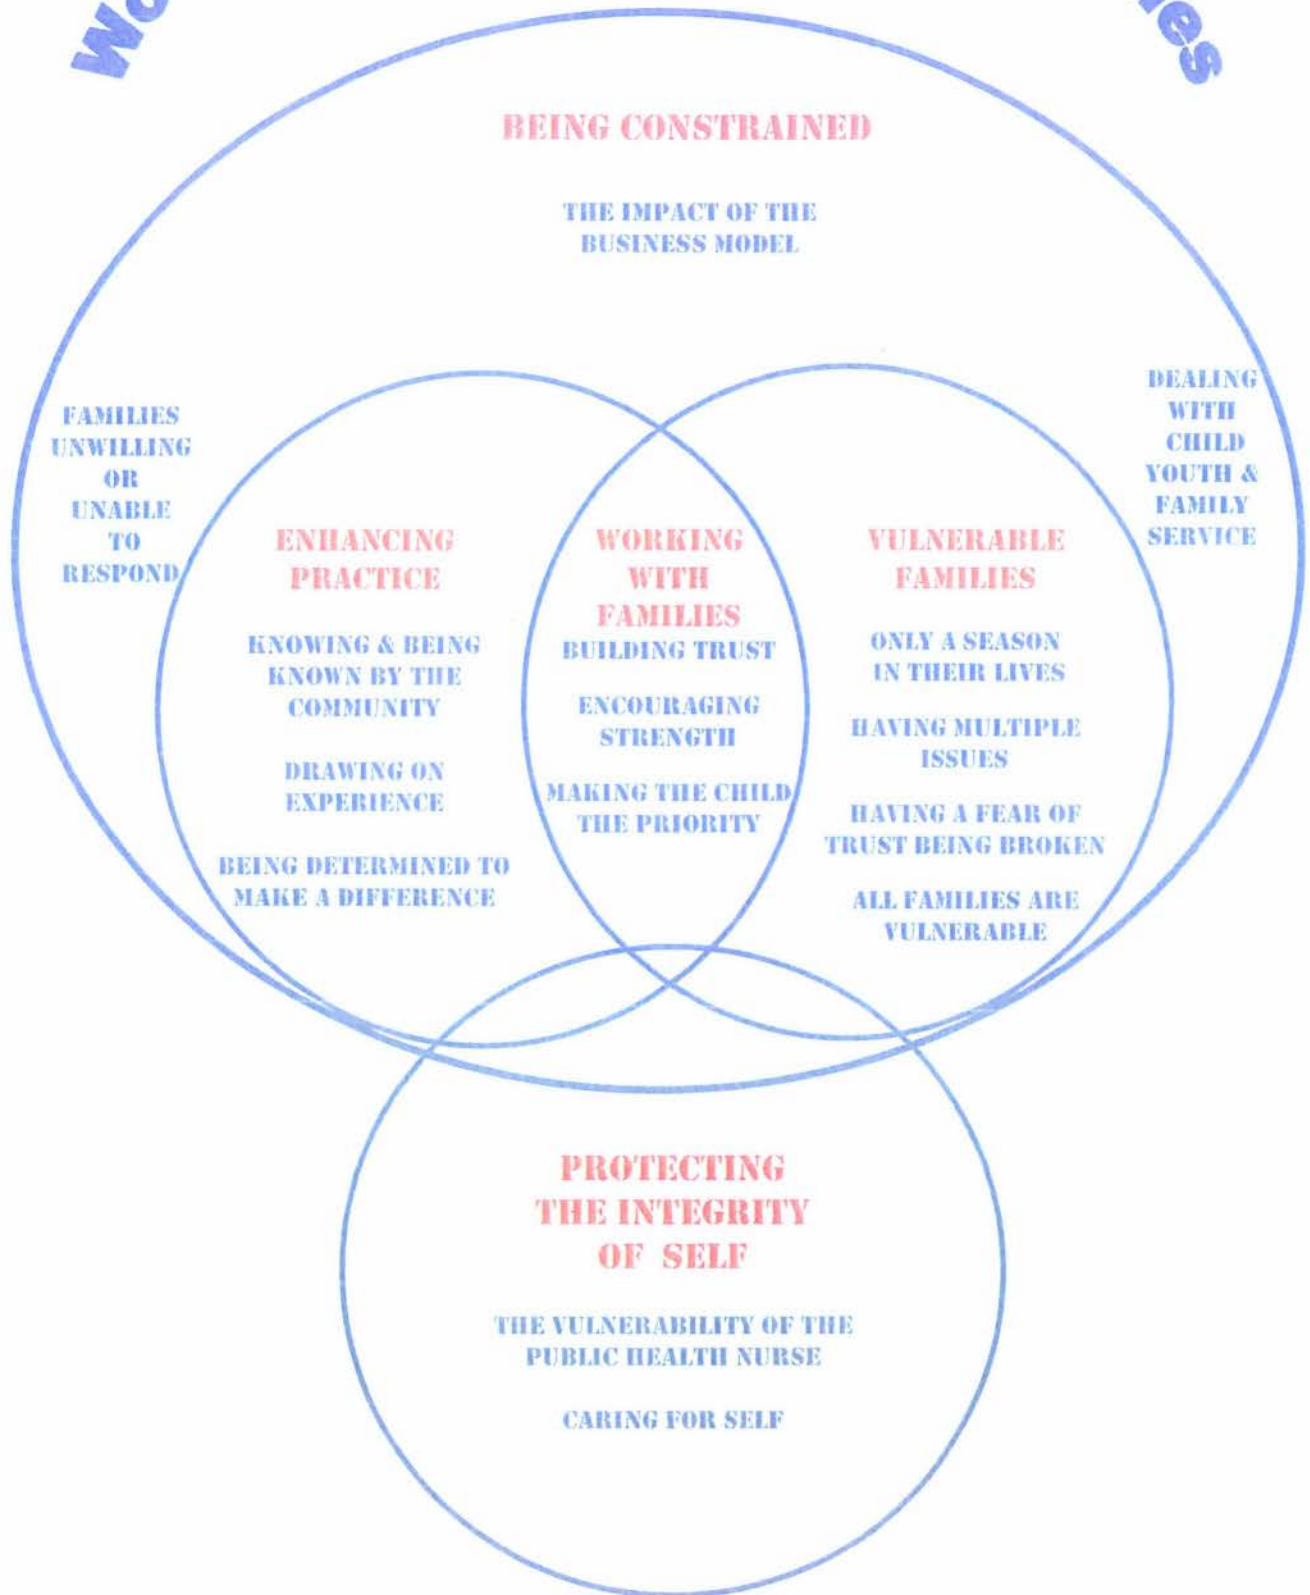 BEING CONSTRAINED
THE IMPACT OF THE
BUSINESS MODEL
FAMILIES
UNWILLING
OR
UNABLE
TO
RESPOND
DEALING
WITH
CHILD
YOUTH &
FAMILY
SERVICE
ENHANCING
PRACTICE
KNOWING & BEING
KNOWN BY THE
COMMUNITY
DRAWING ON
EXPERIENCE
BEING DETERMINED TO
MAKE A DIFFERENCE
WORKING
WITH
FAMILIES
BUILDING TRUST
ENCOURAGING
STRENGTH
MAKING THE CHILD
THE PRIORITY
VULNERABLE
FAMILIES
ONLY A SEASON
IN THEIR LIVES
HAVING MULTIPLE
ISSUES
HAVING A FEAR OF
TRUST BEING BROKEN
ALL FAMILIES ARE
VULNERABLE
PROTECTING
THE INTEGRITY
OF SELF
THE VULNERABILITY OF THE
PUBLIC HEALTH NURSE
CARING FOR SELF